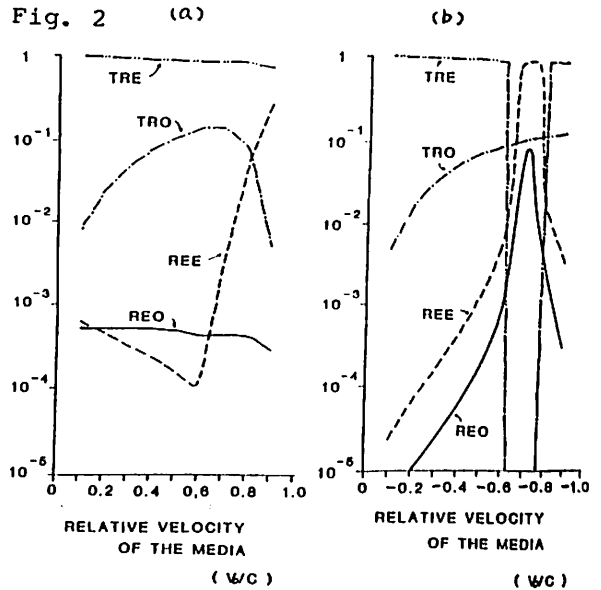 Fig. 2
(a)
(b)
1
10⁻¹
10⁻²
10⁻³
10⁻⁴
10⁻⁵
TRE
TRO
REE
REO
0 0.2 0.4 0.6 0.8 1.0
RELATIVE VELOCITY
OF THE MEDIA
(V/C)
1
10⁻¹
10⁻²
10⁻³
10⁻⁴
10⁻⁵
TRE
TRO
REE
REO
0 -0.2 -0.4 -0.6 -0.8 -1.0
RELATIVE VELOCITY
OF THE MEDIA
(V/C)